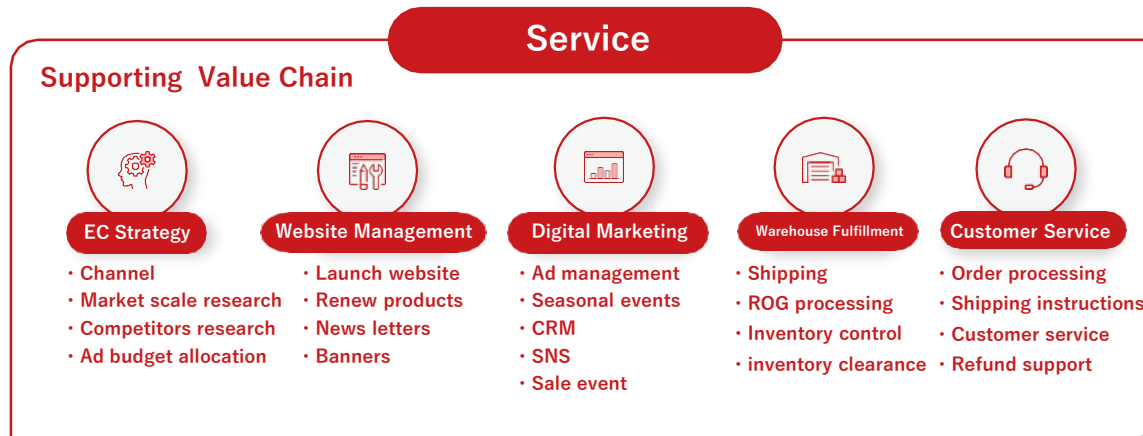 Service
Supporting Value Chain
EC Strategy
・Channel
・Market scale research
・Competitors research
・Ad budget allocation
Website Management
・Launch website
・Renew products
・News letters
・Banners
Digital Marketing
・Ad management
・Seasonal events
・CRM
・SNS
・Sale event
Warehouse Fulfillment
・Shipping
・ROG processing
・Inventory control
・inventory clearance
Customer Service
・Order processing
・Shipping instructions
・Customer service
・Refund support